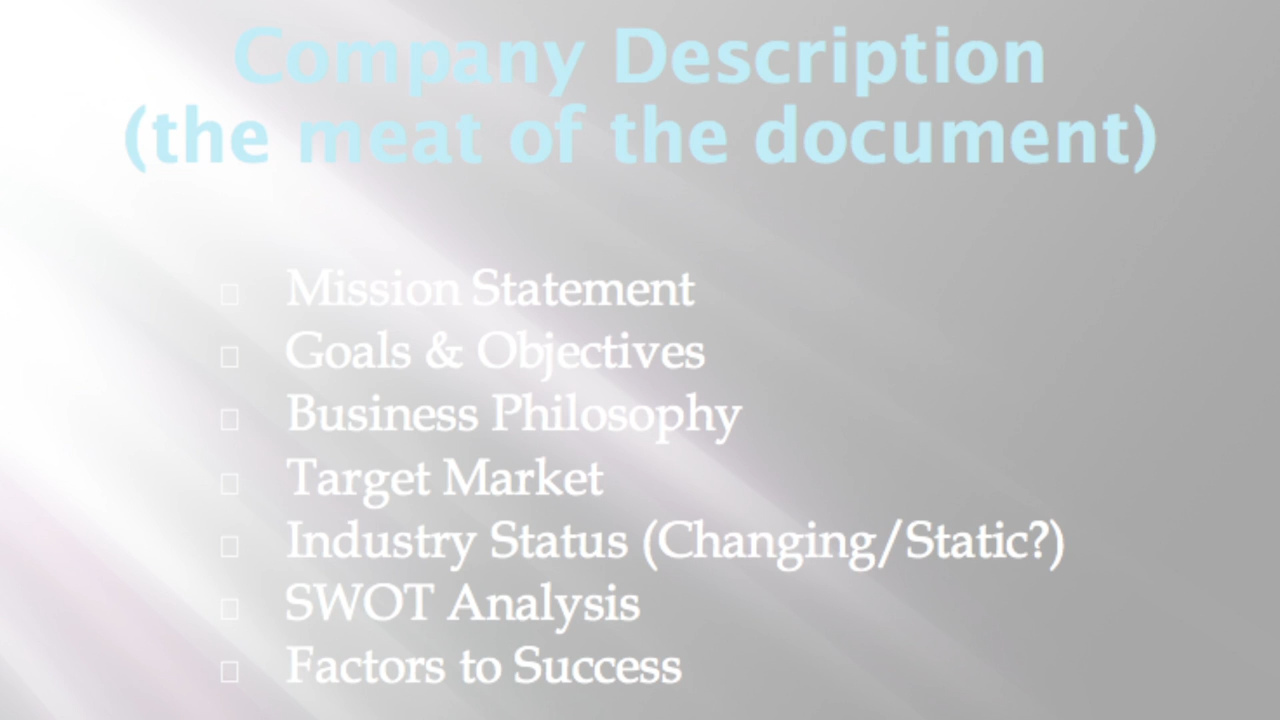 Company Description
(the meat of the document)
Mission Statement
Goals & Objectives
Business Philosophy
Target Market
Industry Status (Changing/Static?)
SWOT Analysis
Factors to Success